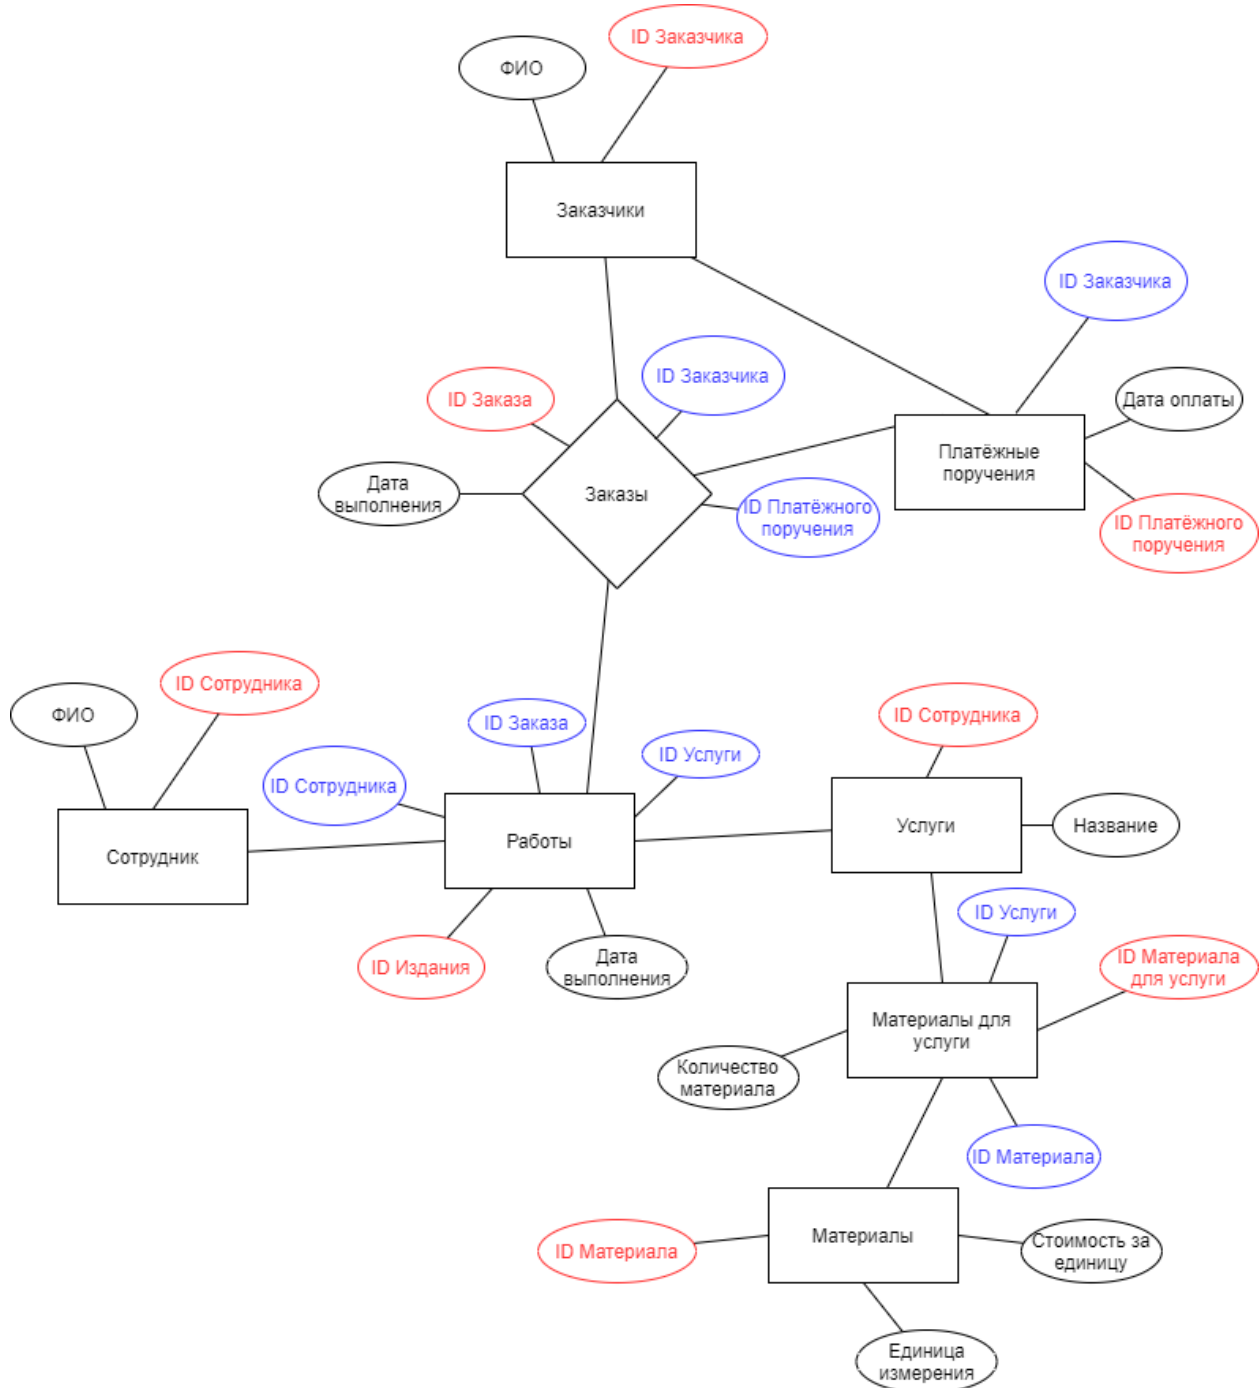 ID Заказчика
ФИО
Заказчики
ID Заказчика
ID Заказчика
ID Заказа
Дата оплаты
Платёжные
поручения
Дата
выполнения
Заказы
ID Платёжного
поручения
ID Платёжного
поручения
ID Сотрудника
ФИО
ID Заказа
ID Сотрудника
ID Услуги
ID Сотрудника
Услуги
Название
Работы
Сотрудник
ID Услуги
ID Издания
Дата
выполнения
ID Материала
для услуги
Материалы для
услуги
Количество
материала
ID Материала
Материалы
ID Материала
Стоимость за
единицу
Единица
измерения